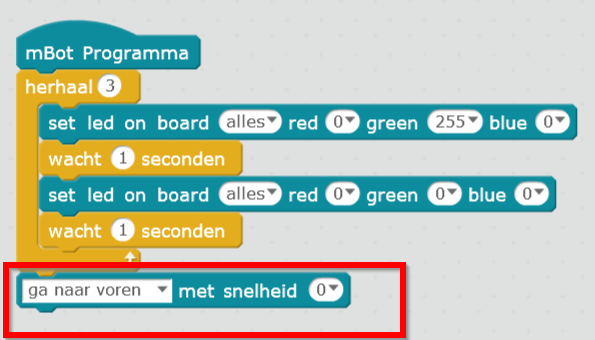 mBot Programma
herhaal 3
set led on board alles red 0 green 255 blue 0
wacht 1 seconden
set led on board alles red 0 green 0 blue 0
wacht 1 seconden
ga naar voren met snelheid 0